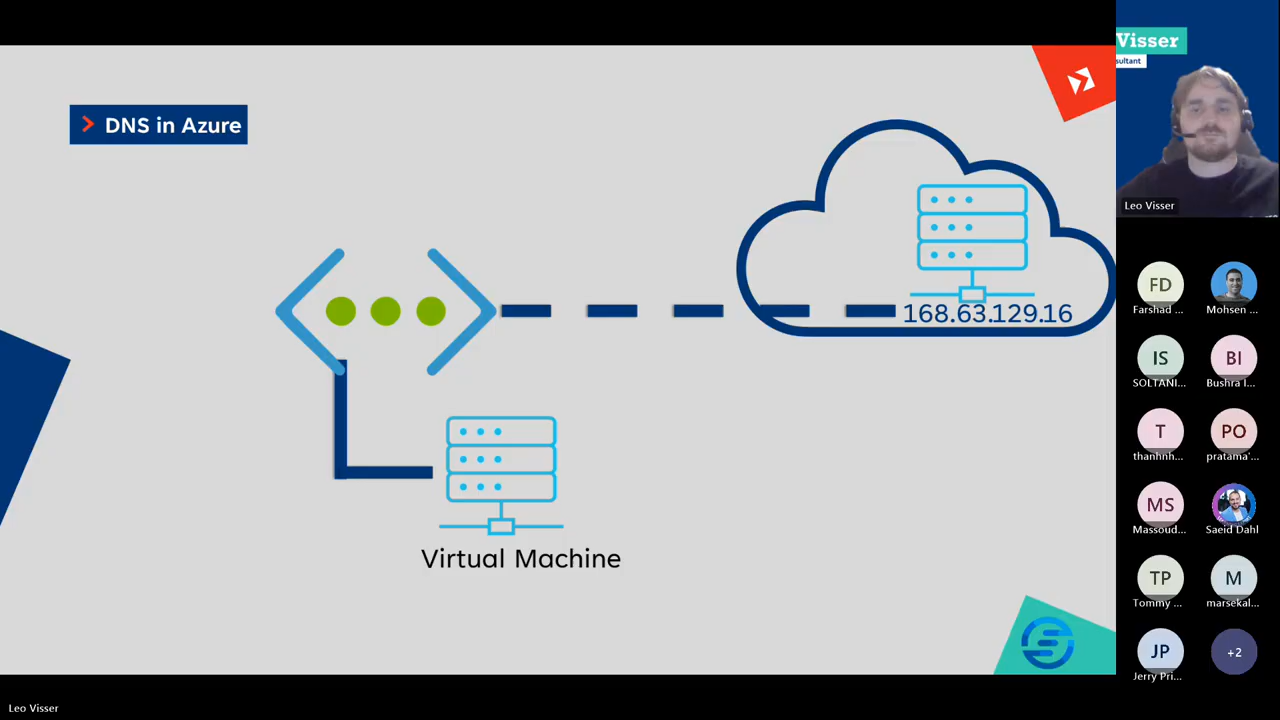 DNS in Azure
168.63.129.16
Virtual Machine
Visser
sultant
Leo Visser
FD
Farshad ...
Mohsen ...
IS
SOLTANI...
BI
Bushra I...
T
thanhnh...
PO
pratama'...
MS
Massoud...
Saeid Dahl
TP
Tommy ...
M
marsekal...
JP
Jerry Pri...
+2
Leo Visser